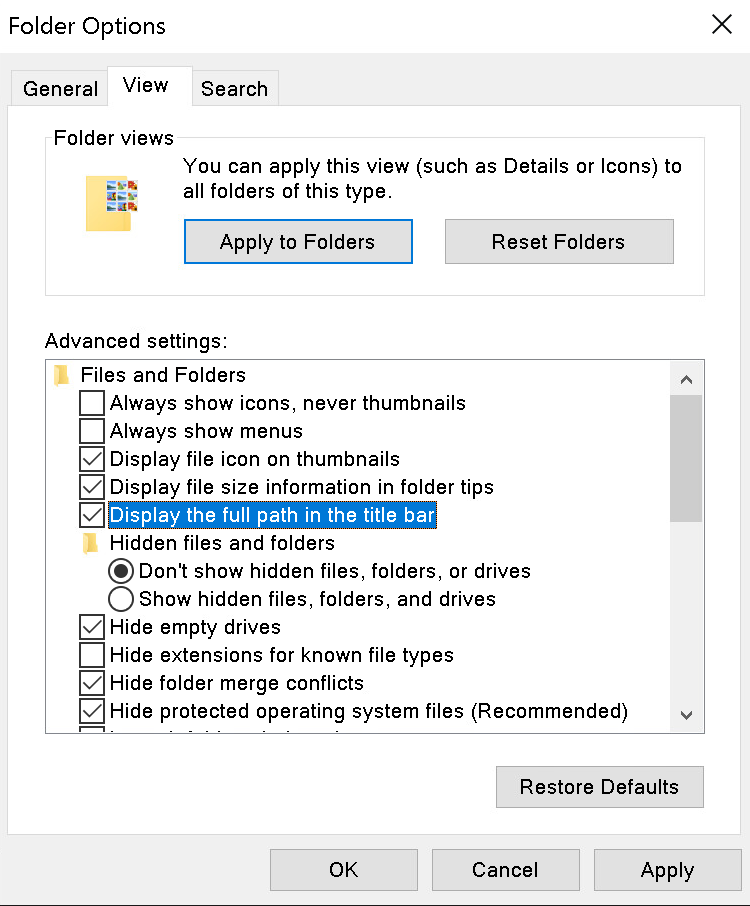 Folder Options
General
View
Search
Folder views
You can apply this view (such as Details or Icons) to
all folders of this type.
Apply to Folders
Reset Folders
Advanced settings:
Files and Folders
Always show icons, never thumbnails
Always show menus
Display file icon on thumbnails
Display file size information in folder tips
Display the full path in the title bar
Hidden files and folders
Don't show hidden files, folders, or drives
Show hidden files, folders, and drives
Hide empty drives
Hide extensions for known file types
Hide folder merge conflicts
Hide protected operating system files (Recommended)
Restore Defaults
OK
Cancel
Apply